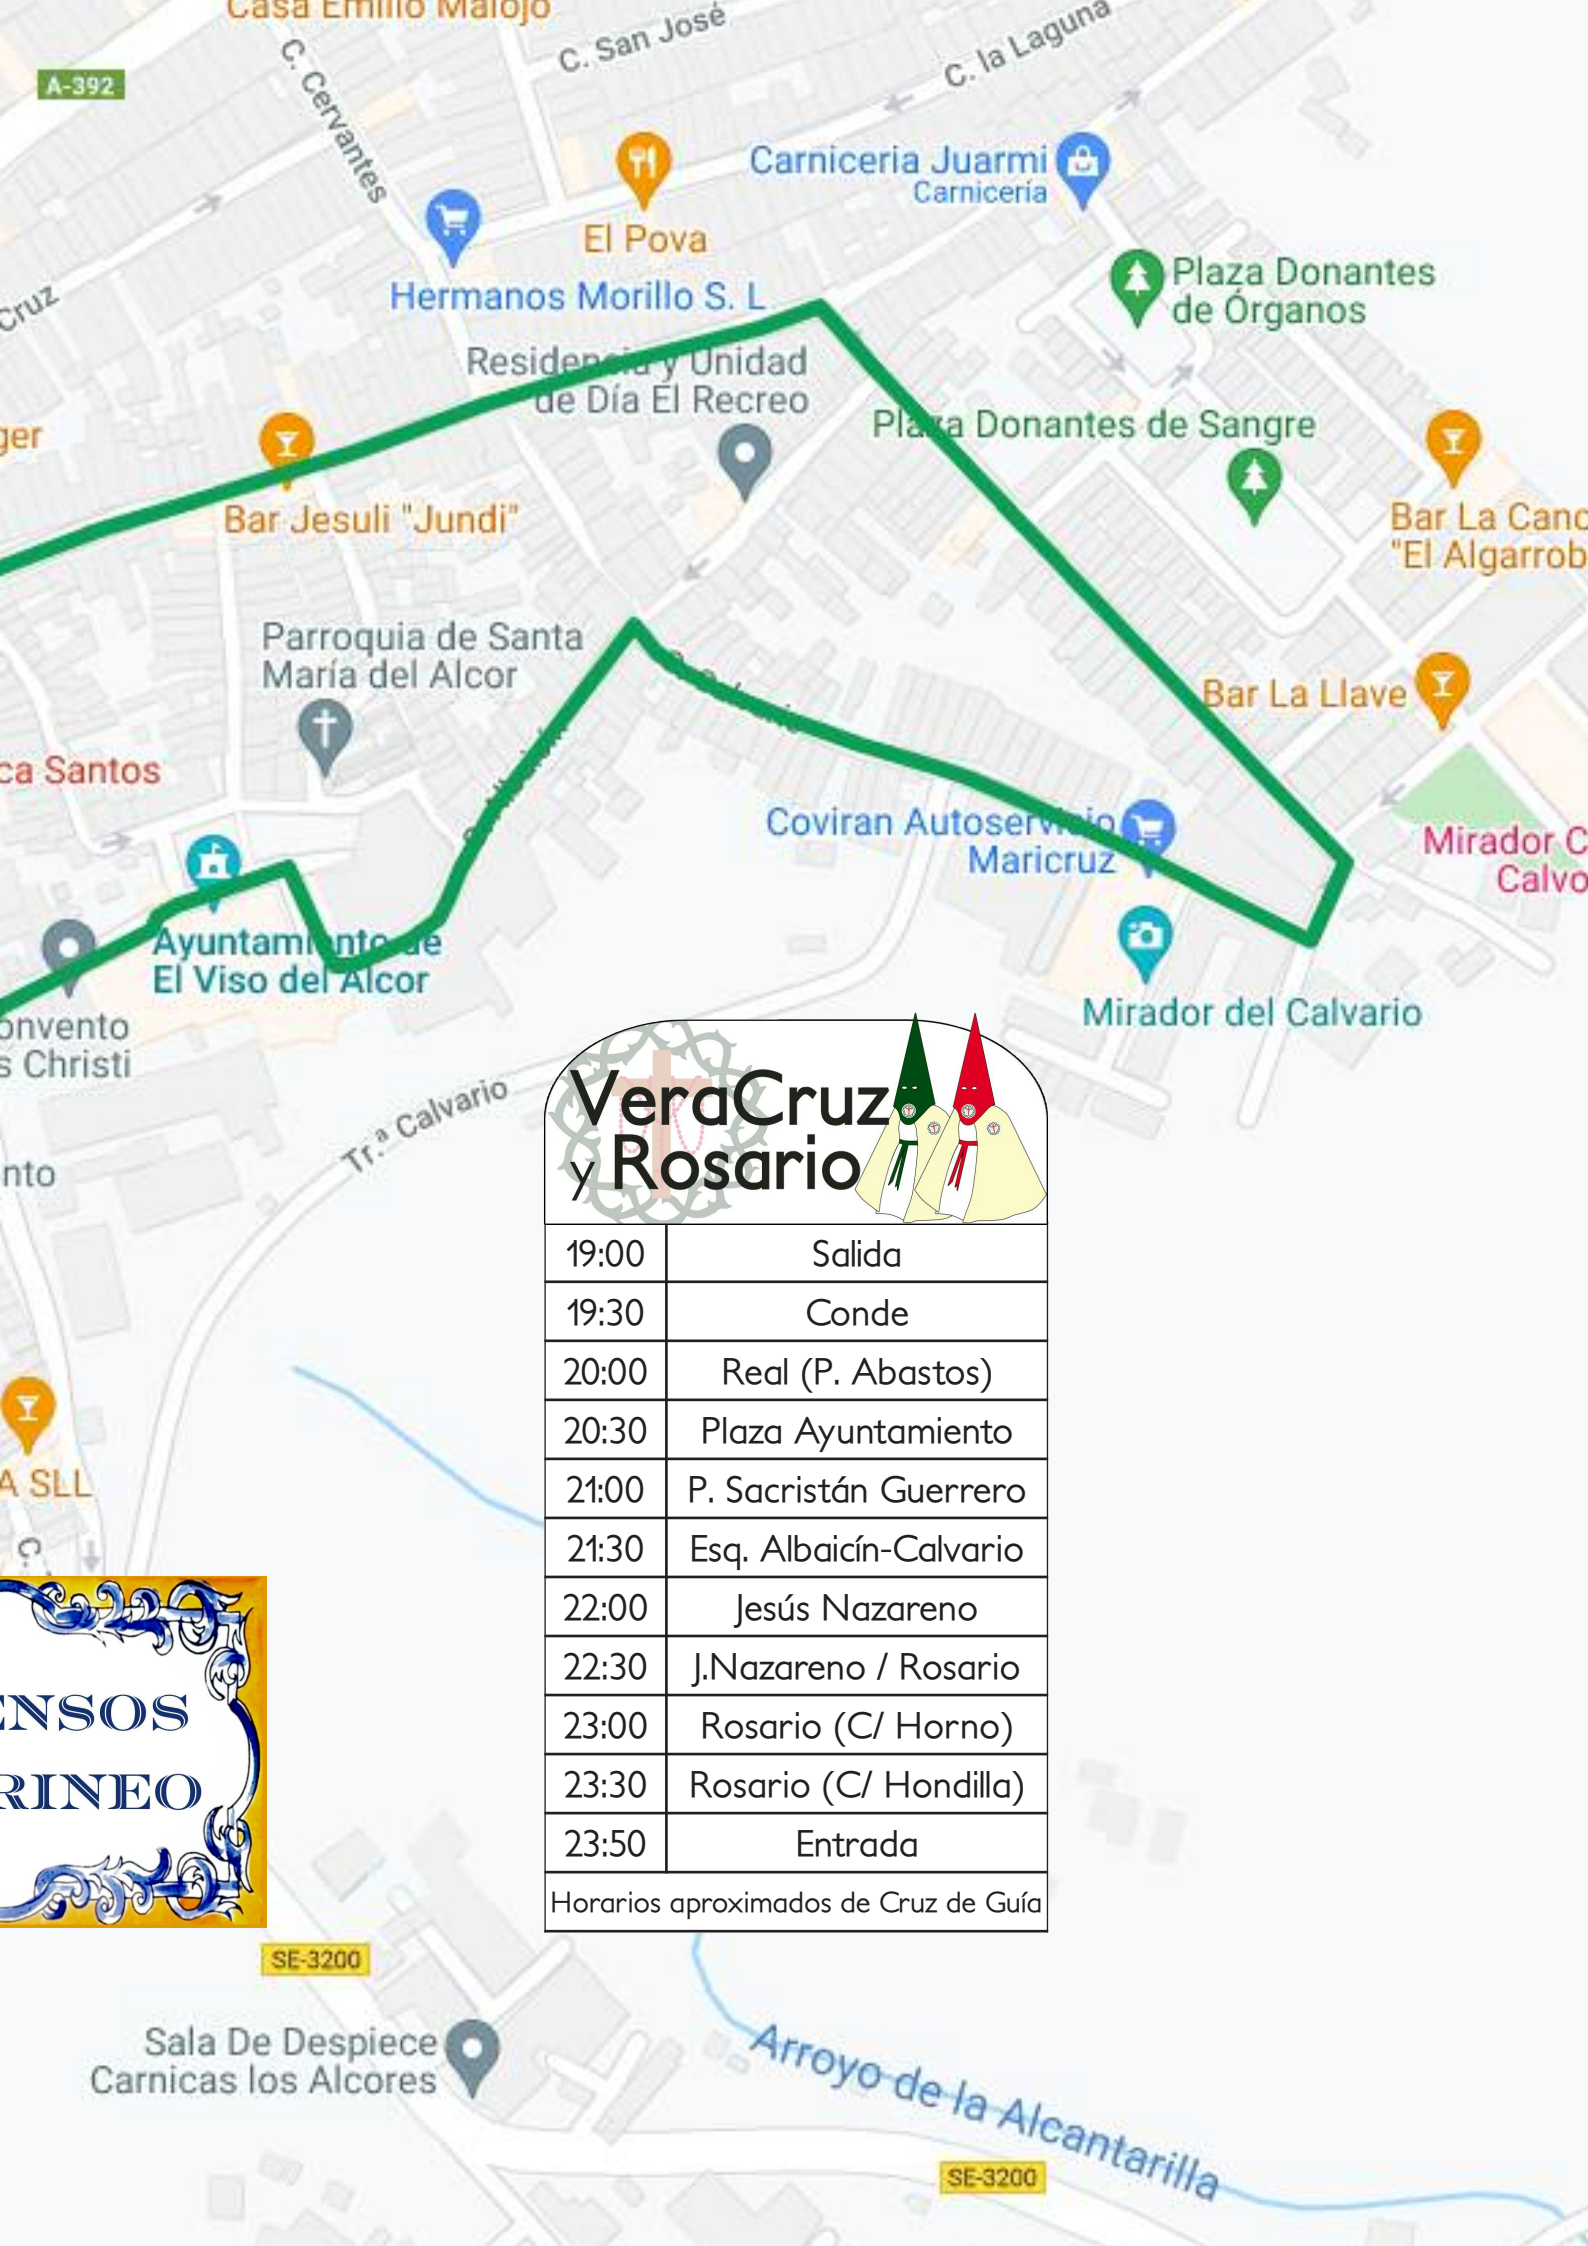 Casa Emilio Malojo
C. San José
C. la Laguna
A-392
C. Cervantes
Carniceria Juarmi
Carnicería
El Pova
Hermanos Morillo S. L
Plaza Donantes
de Órganos
Cruz
Residencia y Unidad
de Día El Recreo
Plaza Donantes de Sangre
ger
Bar Jesuli "Jundi"
Bar La Canc
"El Algarrob
Parroquia de Santa
María del Alcor
C. Calvario
Bar La Llave
ca Santos
C. Albaicín
Coviran Autoservicio
Maricruz
Mirador C
Calvo
Ayuntamiento de
El Viso del Alcor
Mirador del Calvario
onvento
s Christi
Tr.ª Calvario
nto
VeraCruz
y Rosario
19:00 Salida
19:30 Conde
20:00 Real (P. Abastos)
20:30 Plaza Ayuntamiento
21:00 P. Sacristán Guerrero
21:30 Esq. Albaicín-Calvario
22:00 Jesús Nazareno
22:30 J.Nazareno / Rosario
23:00 Rosario (C/ Horno)
23:30 Rosario (C/ Hondilla)
23:50 Entrada
Horarios aproximados de Cruz de Guía
A SLL
C.
ENSOS
RINEO
SE-3200
Sala De Despiece
Carnicas los Alcores
Arroyo de la Alcantarilla
SE-3200